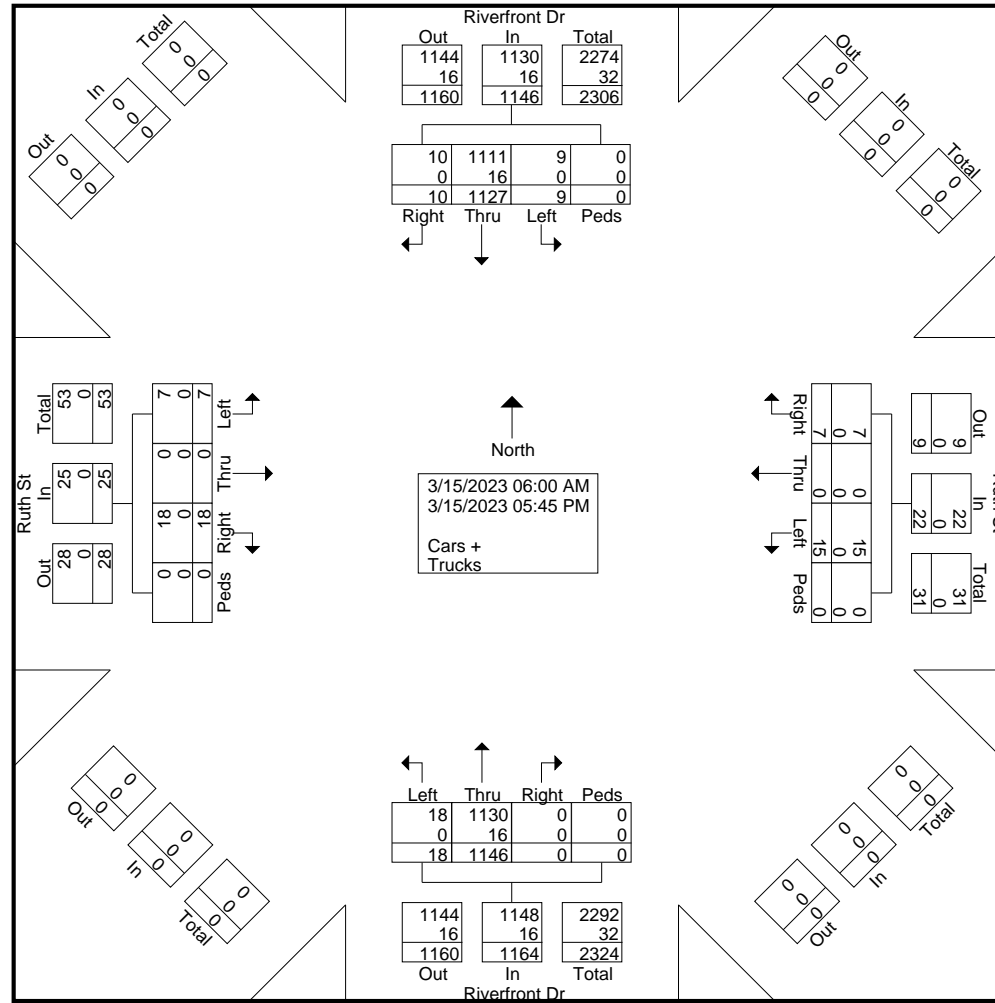 Riverfront Dr
Out In Total
1144 1130 2274
16 16 32
1160 1146 2306
10 1111 9 0
0 16 0 0
10 1127 9 0
Right Thru Left Peds
Out
0 0 0
In
0 0 0
Total
0 0 0
Out
0 0 0
In
0 0 0
Total
0 0 0
Ruth St
Total
53 0 53
In
25 0 25
Out
28 0 28
Left
7 0 7
Thru
0 0 0
Right
18 0 18
Peds
0 0 0
North
3/15/2023 06:00 AM
3/15/2023 05:45 PM
Cars +
Trucks
Right
7 0 7
Thru
0 0 0
Left
15 0 15
Peds
0 0 0
Out
9 0 9
In
22 0 22
Total
31 0 31
Out
0 0 0
In
0 0 0
Total
0 0 0
Left Thru Right Peds
18 1130 0 0
0 16 0 0
18 1146 0 0
1144 1148 2292
16 16 32
1160 1164 2324
Out In Total
Riverfront Dr
Out
0 0 0
In
0 0 0
Total
0 0 0